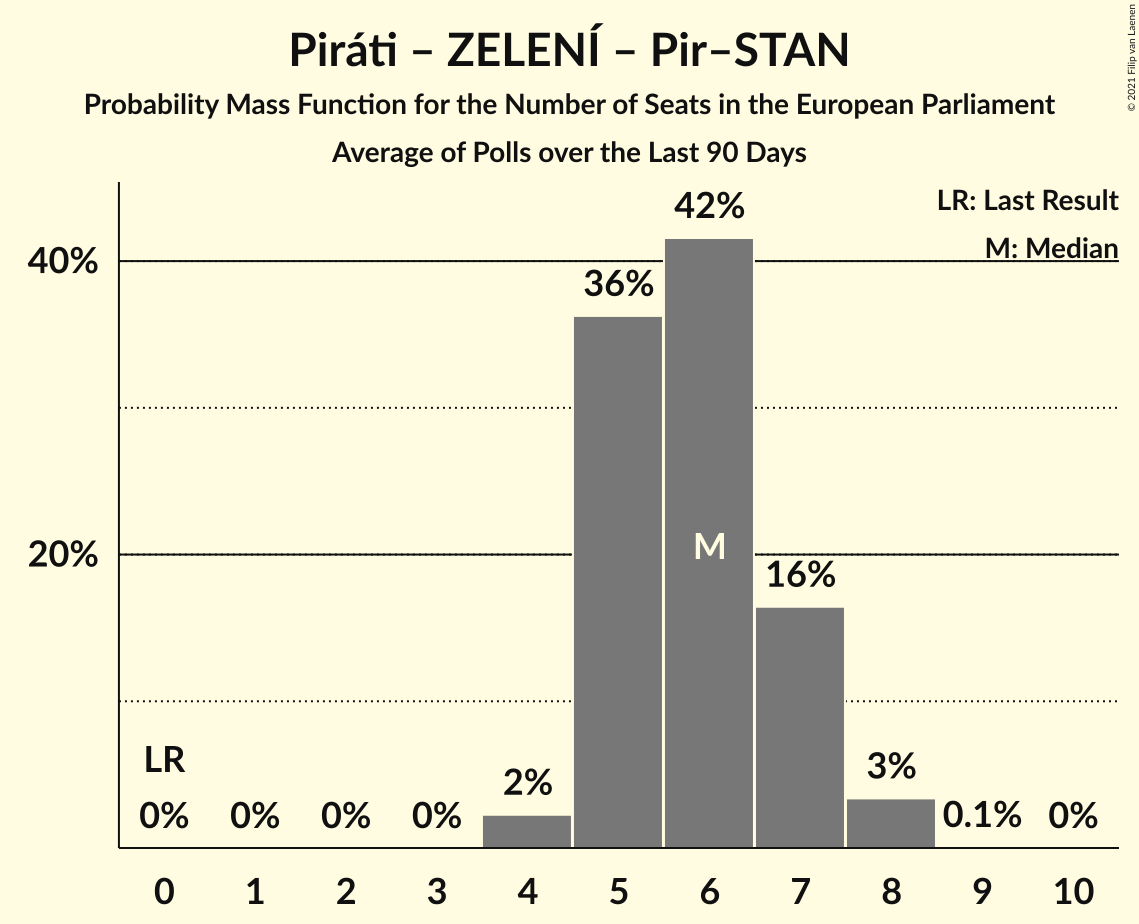 Piráti – ZELENÍ – Pir–STAN
Probability Mass Function for the Number of Seats in the European Parliament
Average of Polls over the Last 90 Days
© 2021 Filip van Laenen
LR: Last Result
M: Median
40%
20%
LR
0%
0%
0%
0%
2%
36%
42%
M
16%
3%
0.1%
0%
0 1 2 3 4 5 6 7 8 9 10